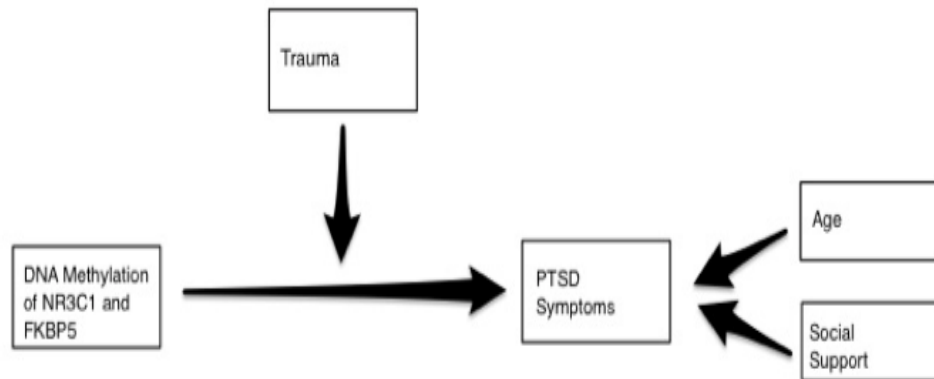 Trauma
Age
DNA Methylation
of NR3C1 and
FKBP5
PTSD
Symptoms
Social
Support